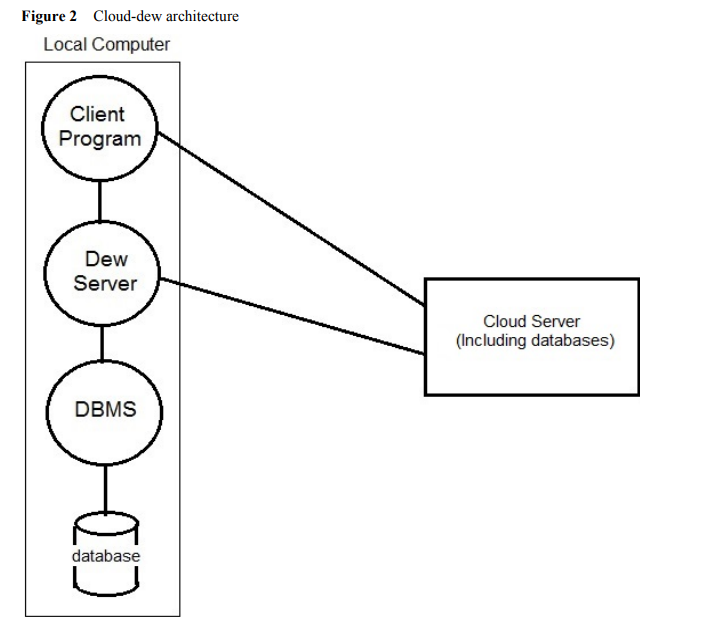 Figure 2 Cloud-dew architecture
Local Computer
Client
Program
Dew
Server
Cloud Server
(Including databases)
DBMS
database